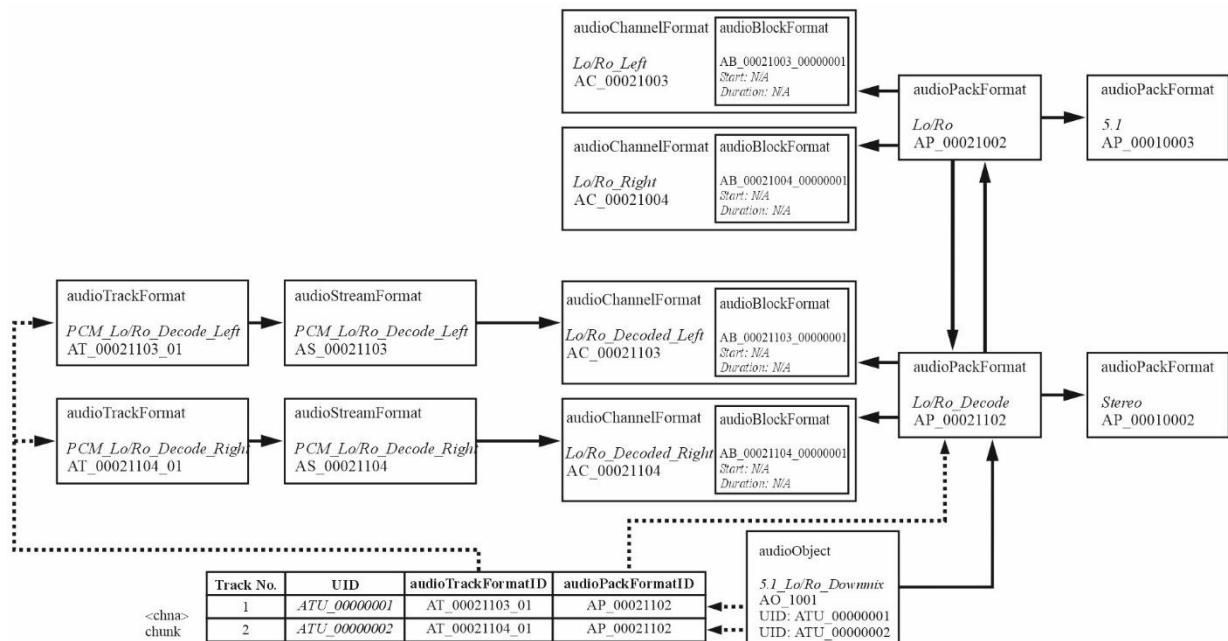 audioChannelFormat
Lo/Ro_Left
AC_00021003
audioBlockFormat
AB_00021003_00000001
Start: N/A
Duration: N/A
audioChannelFormat
Lo/Ro_Right
AC_00021004
audioBlockFormat
AB_00021004_00000001
Start: N/A
Duration: N/A
audioPackFormat
Lo/Ro
AP_00021002
audioPackFormat
5.1
AP_00010003
audioTrackFormat
PCM_Lo/Ro_Decode_Left
AT_00021103_01
audioStreamFormat
PCM_Lo/Ro_Decode_Left
AS_00021103
audioChannelFormat
Lo/Ro_Decoded_Left
AC_00021103
audioBlockFormat
AB_00021103_00000001
Start: N/A
Duration: N/A
audioTrackFormat
PCM_Lo/Ro_Decode_Right
AT_00021104_01
audioStreamFormat
PCM_Lo/Ro_Decode_Right
AS_00021104
audioChannelFormat
Lo/Ro_Decoded_Right
AC_00021104
audioBlockFormat
AB_00021104_00000001
Start: N/A
Duration: N/A
audioPackFormat
Lo/Ro_Decode
AP_00021102
audioPackFormat
Stereo
AP_00010002
<chna>
chunk
Track No. UID audioTrackFormatID audioPackFormatID
1 ATU_00000001 AT_00021103_01 AP_00021102
2 ATU_00000002 AT_00021104_01 AP_00021102
audioObject
5.1_Lo/Ro_Downmix
AO_1001
UID: ATU_00000001
UID: ATU_00000002